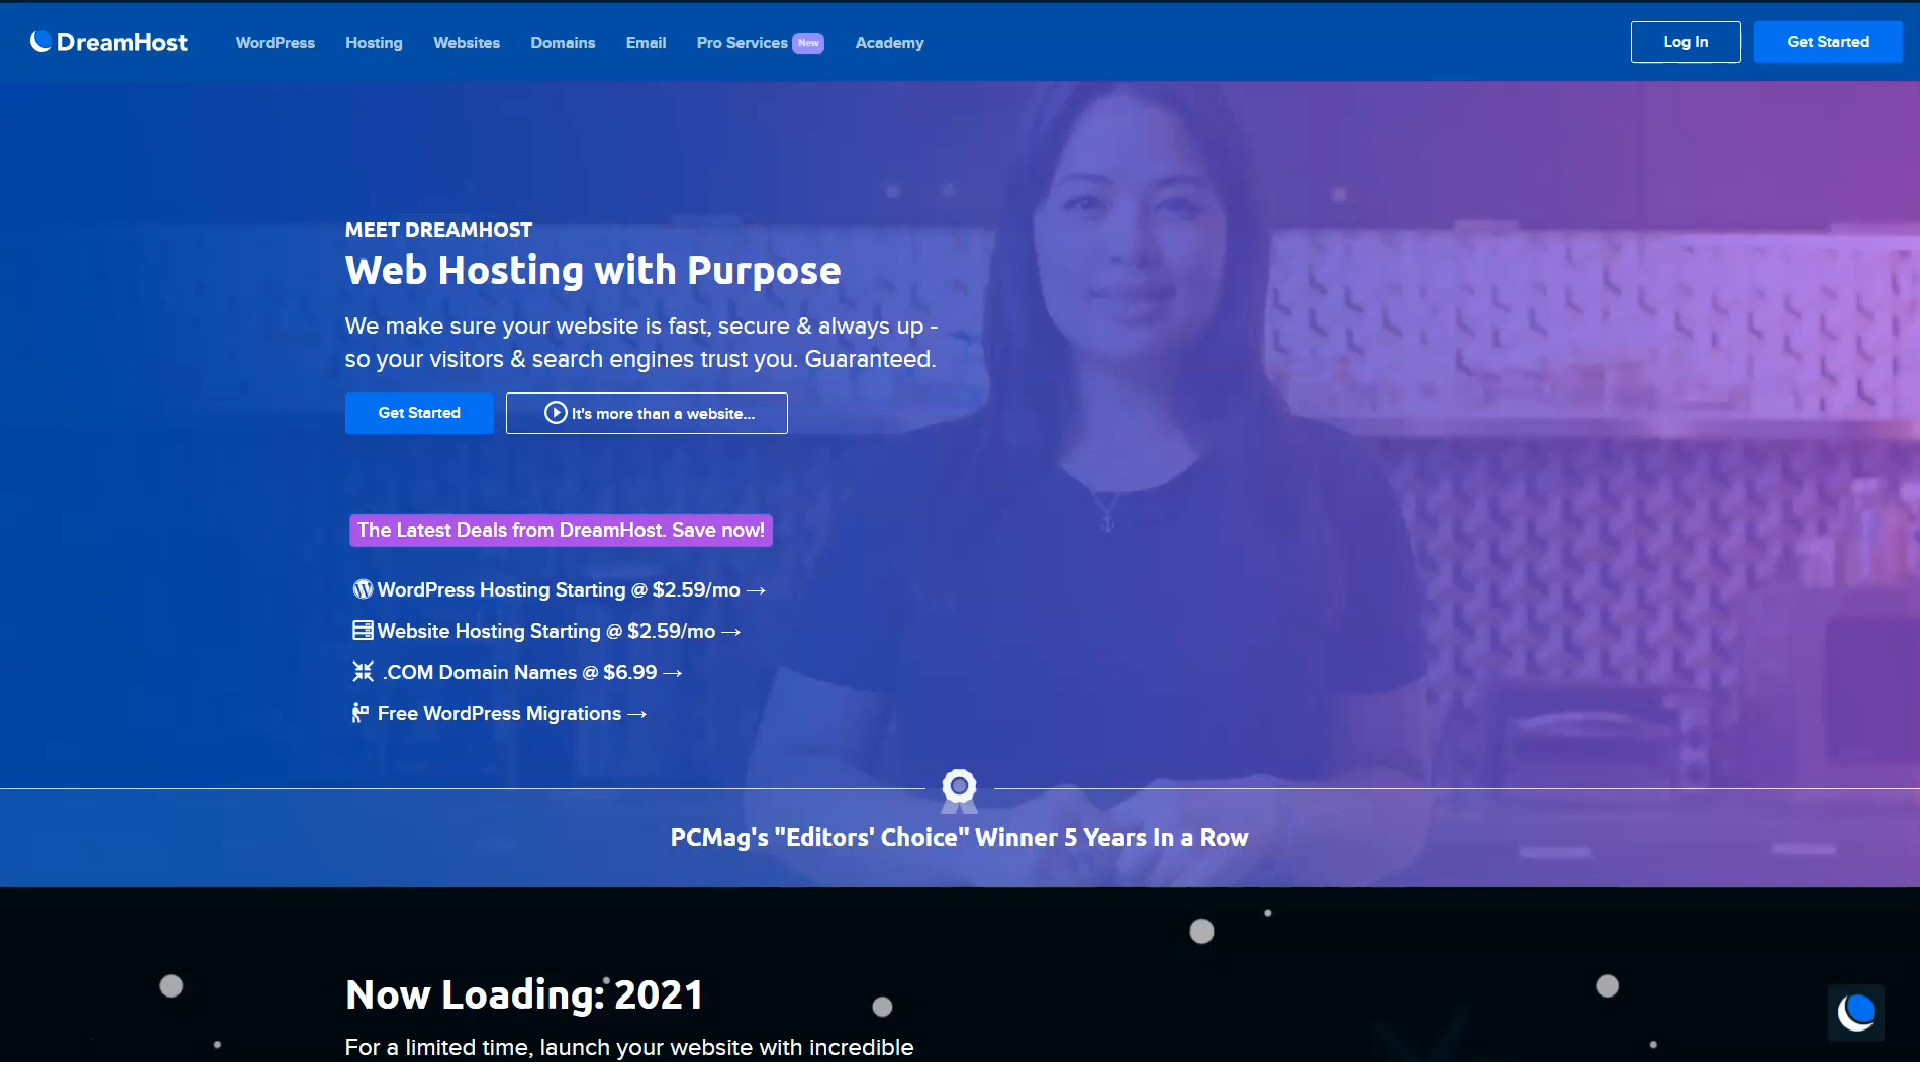 DreamHost
WordPress Hosting Websites Domains Email Pro Services New Academy
Log In Get Started
MEET DREAMHOST
Web Hosting with Purpose
We make sure your website is fast, secure & always up -
so your visitors & search engines trust you. Guaranteed.
Get Started It's more than a website...
The Latest Deals from DreamHost. Save now!
WordPress Hosting Starting @ $2.59/mo →
Website Hosting Starting @ $2.59/mo →
.COM Domain Names @ $6.99 →
Free WordPress Migrations →
PCMag's "Editors' Choice" Winner 5 Years In a Row
Now Loading: 2021
For a limited time, launch your website with incredible